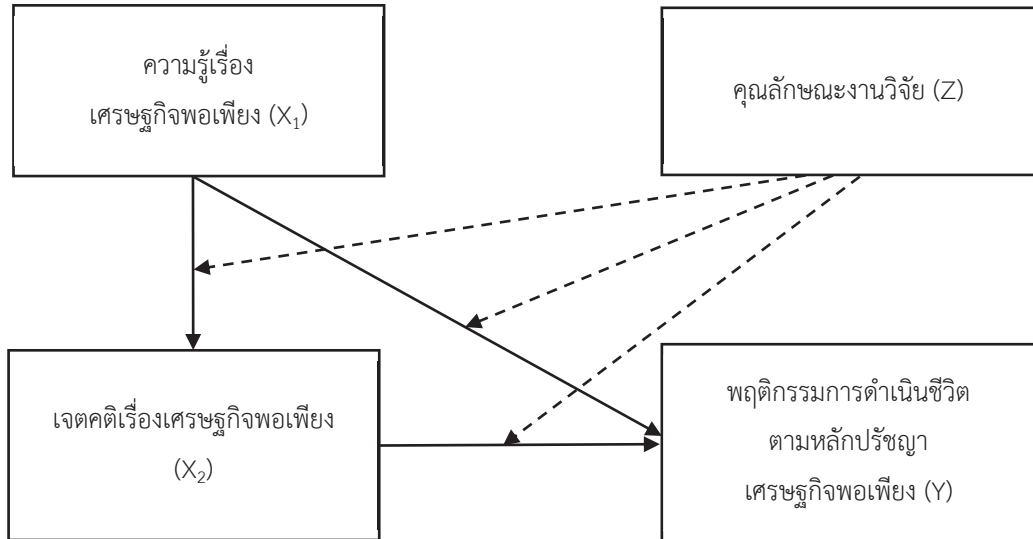 ความรู้เรื่อง
เศรษฐกิจพอเพียง (X₁)
คุณลักษณะงานวิจัย (Z)
เจตคติเรื่องเศรษฐกิจพอเพียง
(X₂)
พฤติกรรมการดำเนินชีวิต
ตามหลักปรัชญา
เศรษฐกิจพอเพียง (Y)